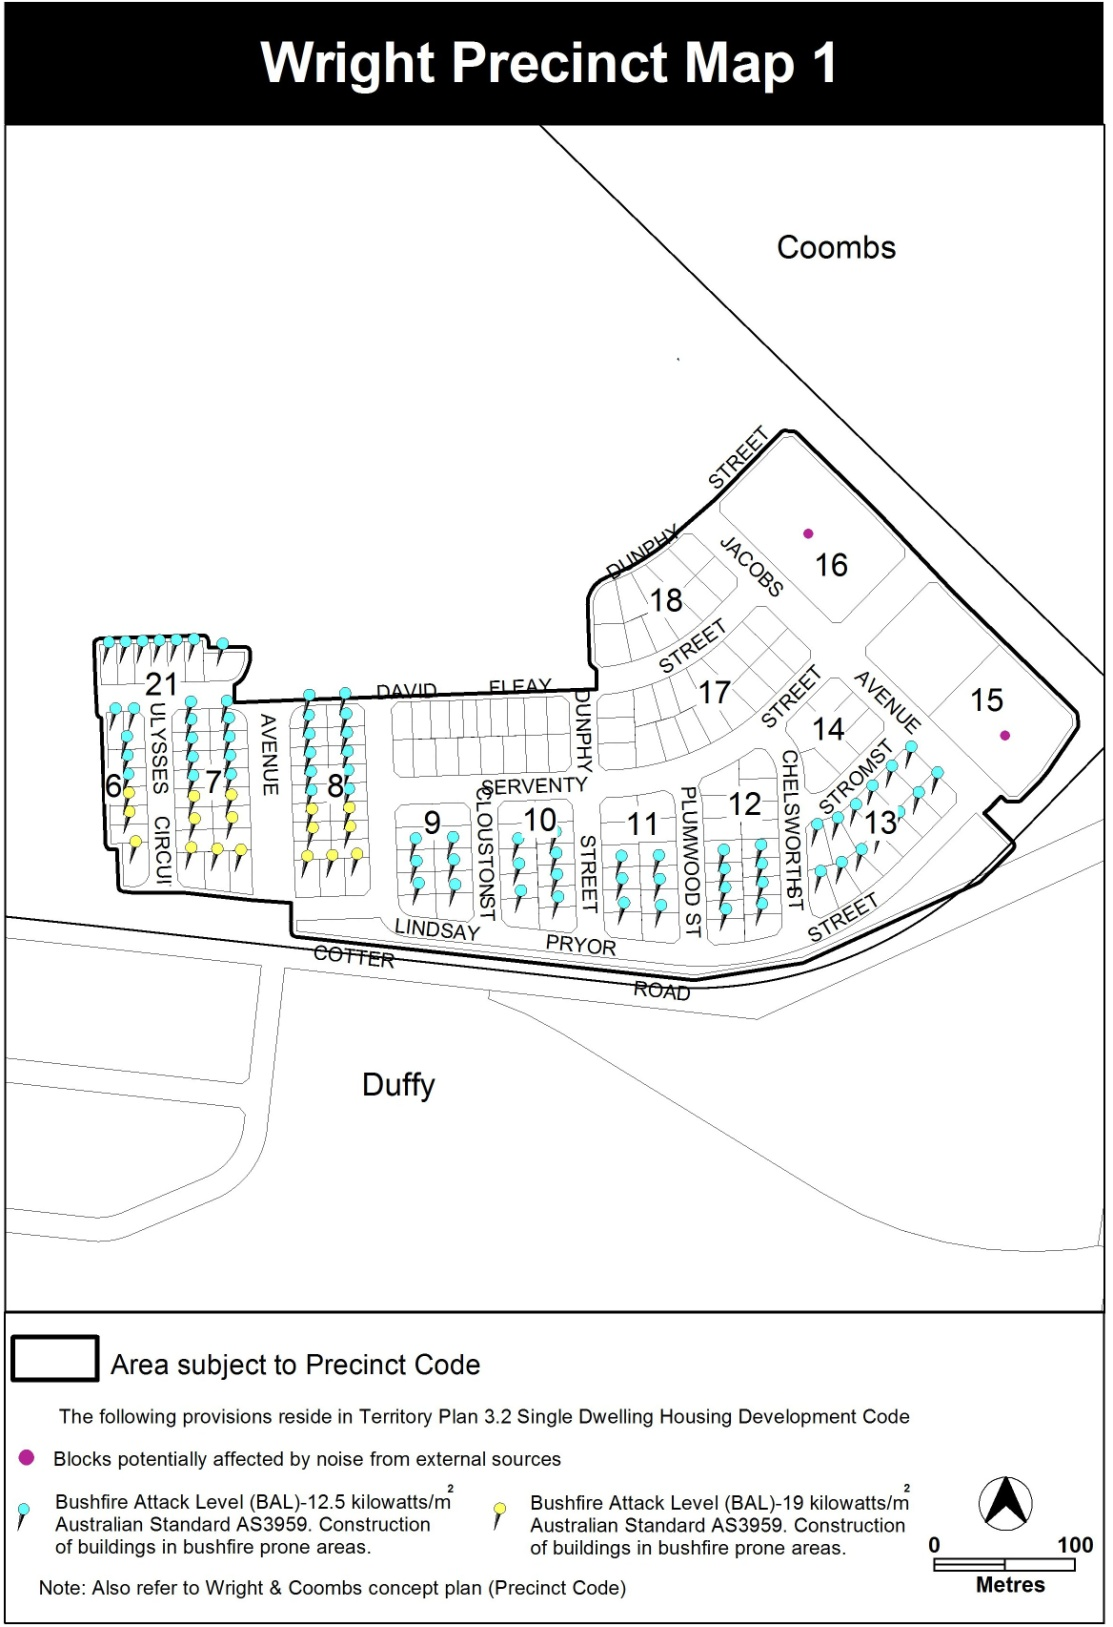 Wright Precinct Map 1
Coombs
STREET
DUNPHY
JACOBS
16
18
STREET
21
DAVID
FLEAY
17
STREET
AVENUE
15
ULYSSES
AVENUE
DUNPHY
14
6
7
8
SERVENTY
CHELSWORTH
STROMST
CIRCUI
9
CLOUSTONST
10
STREET
11
PLUMWOOD ST
12
ST
13
STREET
LINDSAY
PRYOR
COTTER
ROAD
Duffy
Area subject to Precinct Code
The following provisions reside in Territory Plan 3.2 Single Dwelling Housing Development Code
Blocks potentially affected by noise from external sources
Bushfire Attack Level (BAL)-12.5 kilowatts/m²
Australian Standard AS3959. Construction
of buildings in bushfire prone areas.
Bushfire Attack Level (BAL)-19 kilowatts/m²
Australian Standard AS3959. Construction
of buildings in bushfire prone areas.
0 100
Metres
Note: Also refer to Wright & Coombs concept plan (Precinct Code)